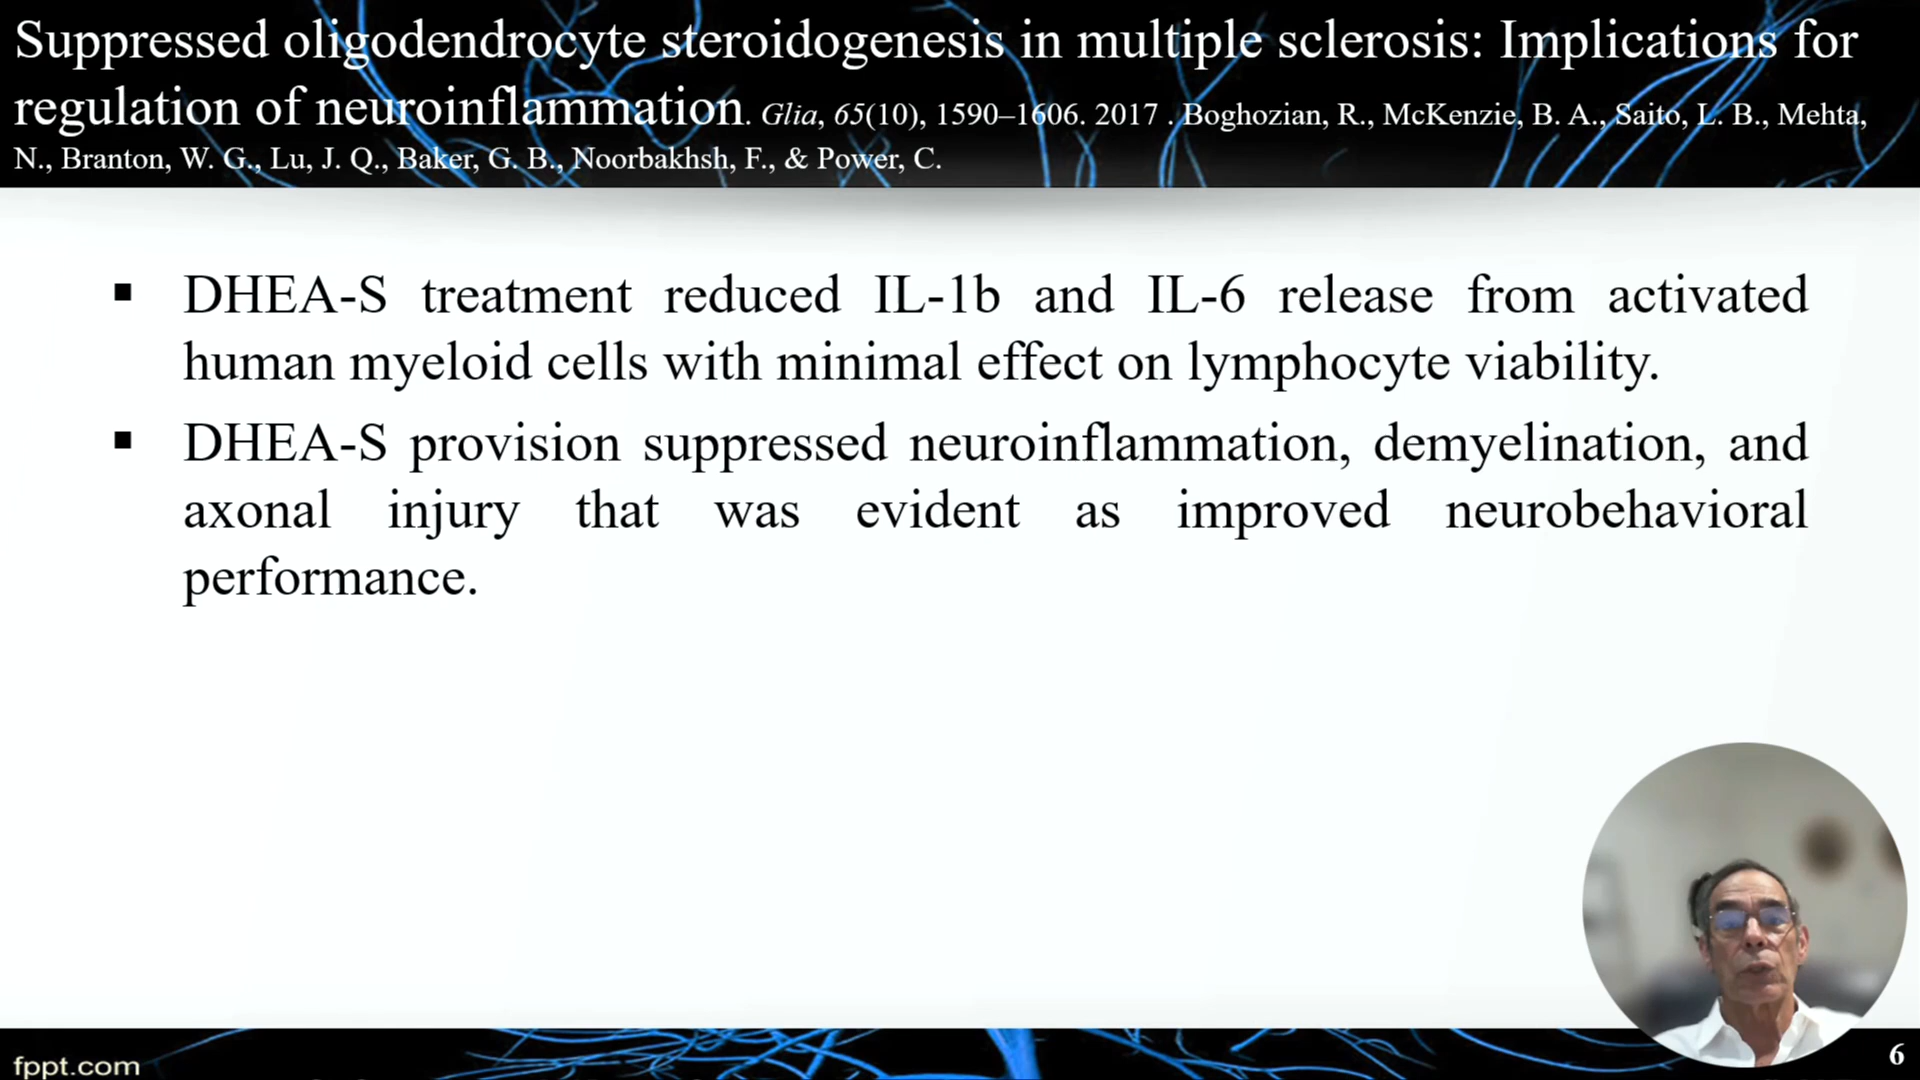 Suppressed oligodendrocyte steroidogenesis in multiple sclerosis: Implications for
regulation of neuroinflammation. Glia, 65(10), 1590–1606. 2017 . Boghozian, R., McKenzie, B. A., Saito, L. B., Mehta,
N., Branton, W. G., Lu, J. Q., Baker, G. B., Noorbakhsh, F., & Power, C.
▪ DHEA-S treatment reduced IL-1b and IL-6 release from activated
human myeloid cells with minimal effect on lymphocyte viability.
▪ DHEA-S provision suppressed neuroinflammation, demyelination, and
axonal injury that was evident as improved neurobehavioral
performance.
fppt.com
6